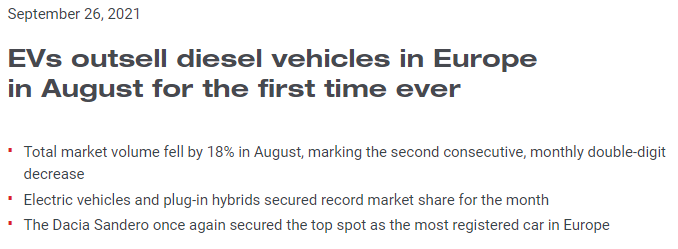 September 26, 2021
EVs outsell diesel vehicles in Europe
in August for the first time ever
Total market volume fell by 18% in August, marking the second consecutive, monthly double-digit
decrease
Electric vehicles and plug-in hybrids secured record market share for the month
The Dacia Sandero once again secured the top spot as the most registered car in Europe